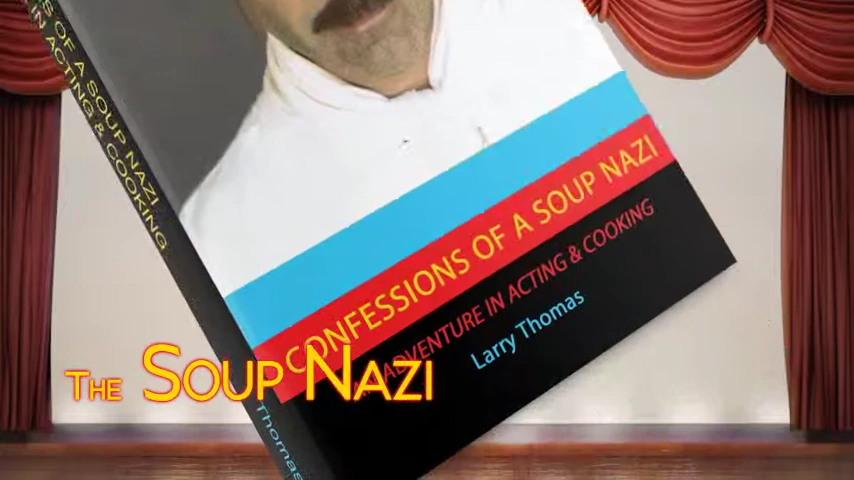 S OF A SOUP NAZI
IN ACTING & COOKING
CONFESSIONS OF A SOUP NAZI
AN ADVENTURE IN ACTING & COOKING
Larry Thomas
THE SOUP NAZI
Thomas